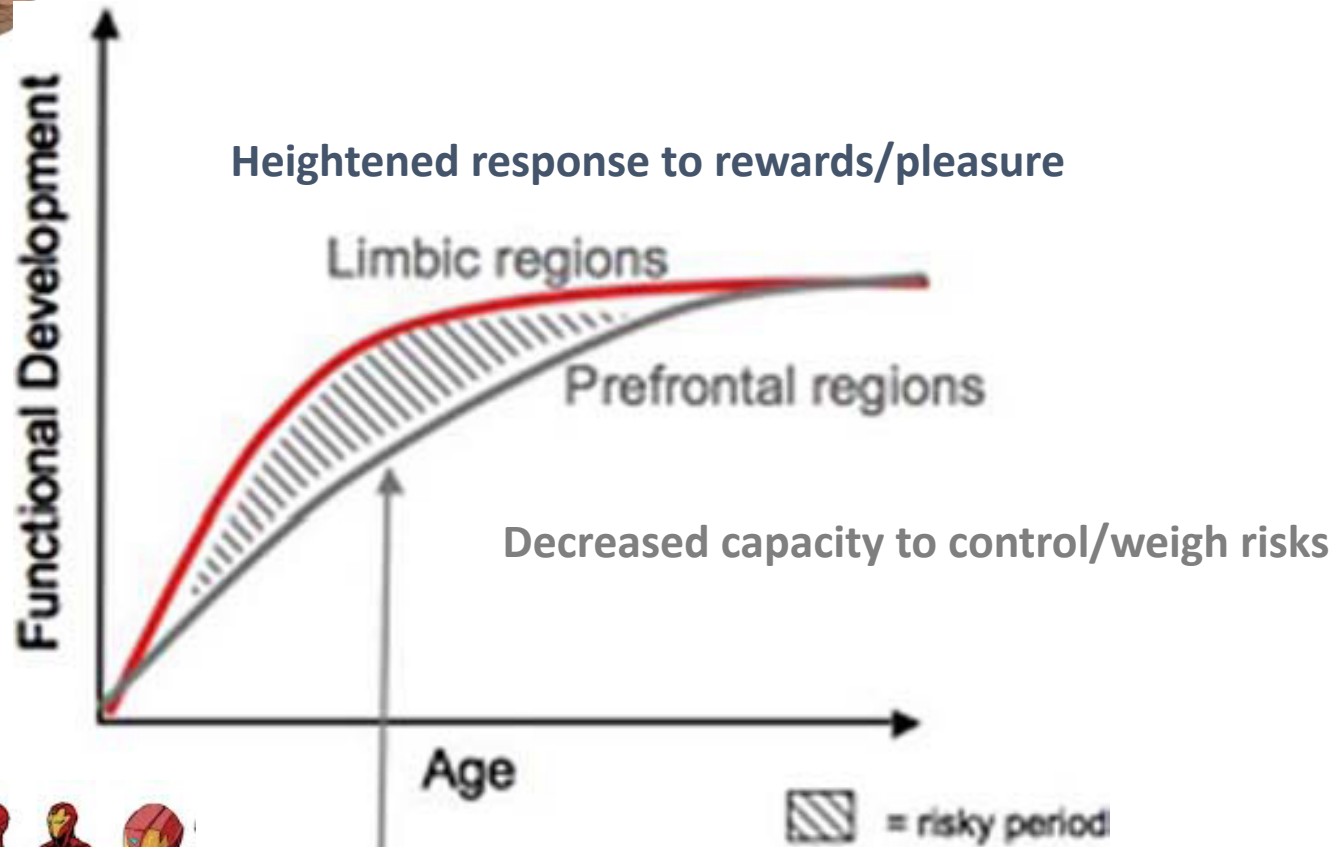 Functional Development
Heightened response to rewards/pleasure
Limbic regions
Prefrontal regions
Decreased capacity to control/weigh risks
Age
= risky period